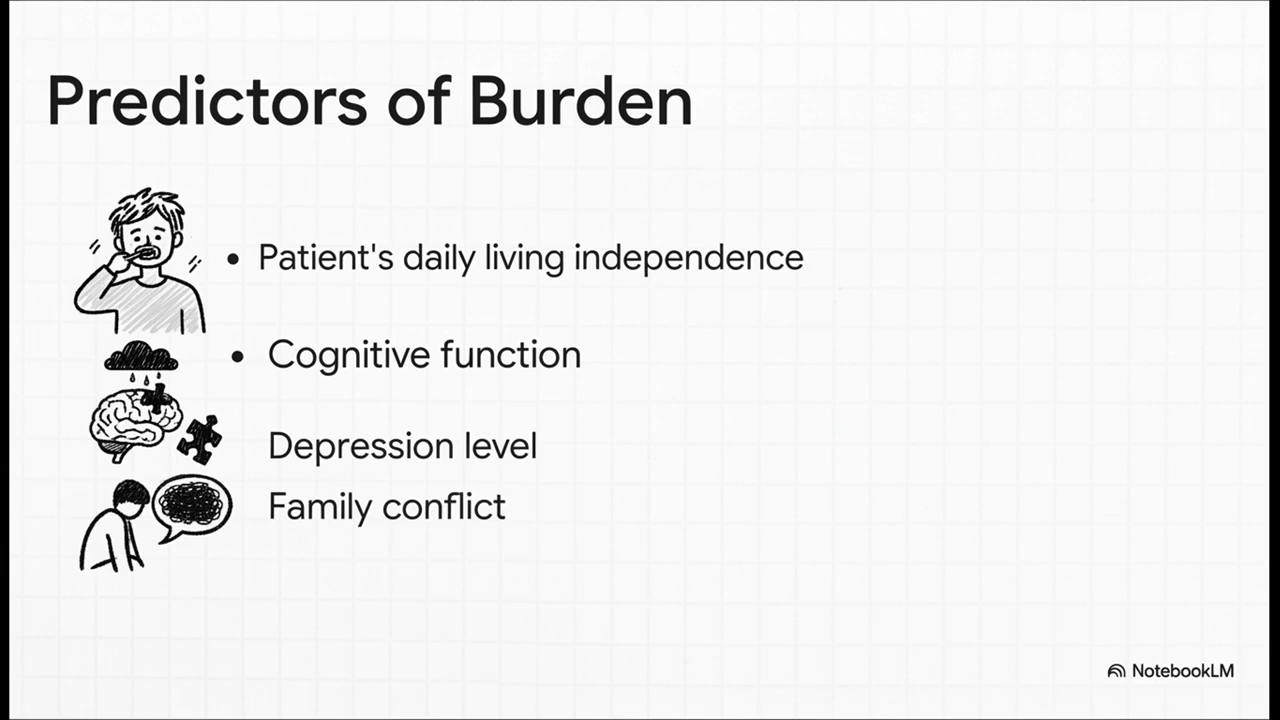 Predictors of Burden
• Patient's daily living independence
• Cognitive function
Depression level
Family conflict
NotebookLM